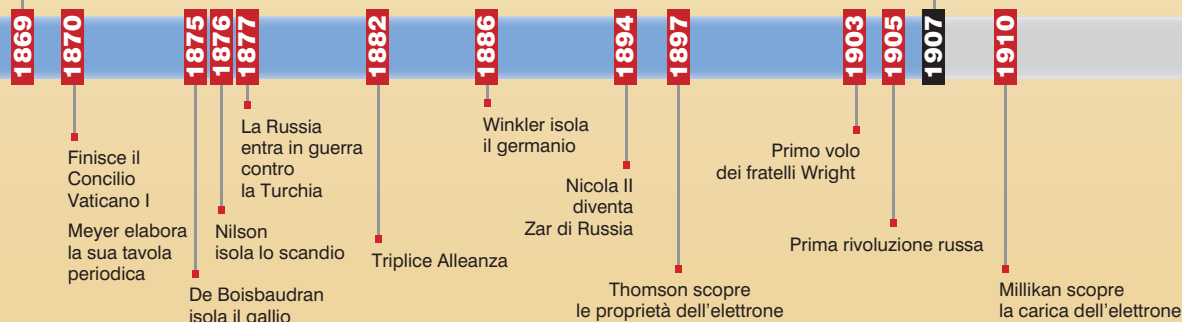 1869
1870
1875
1876
1877
1882
1886
1894
1897
1903
1905
1907
1910
Finisce il
Concilio
Vaticano I
Meyer elabora
la sua tavola
periodica
De Boisbaudran
isola il gallio
Nilson
isola lo scandio
La Russia
entra in guerra
contro
la Turchia
Triplice Alleanza
Winkler isola
il germanio
Nicola II
diventa
Zar di Russia
Thomson scopre
le proprietà dell'elettrone
Primo volo
dei fratelli Wright
Prima rivoluzione russa
Millikan scopre
la carica dell'elettrone